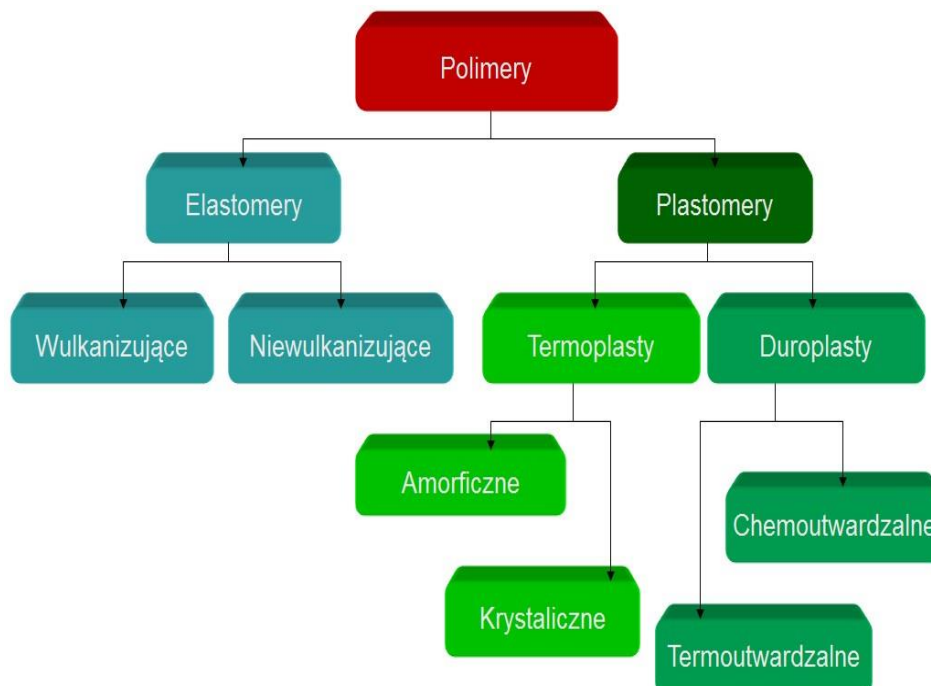 Polimery
Elastomery
Plastomery
Wulkanizujące
Niewulkanizujące
Termoplasty
Duroplasty
Amorficzne
Chemoutwardzalne
Krystaliczne
Termoutwardzalne